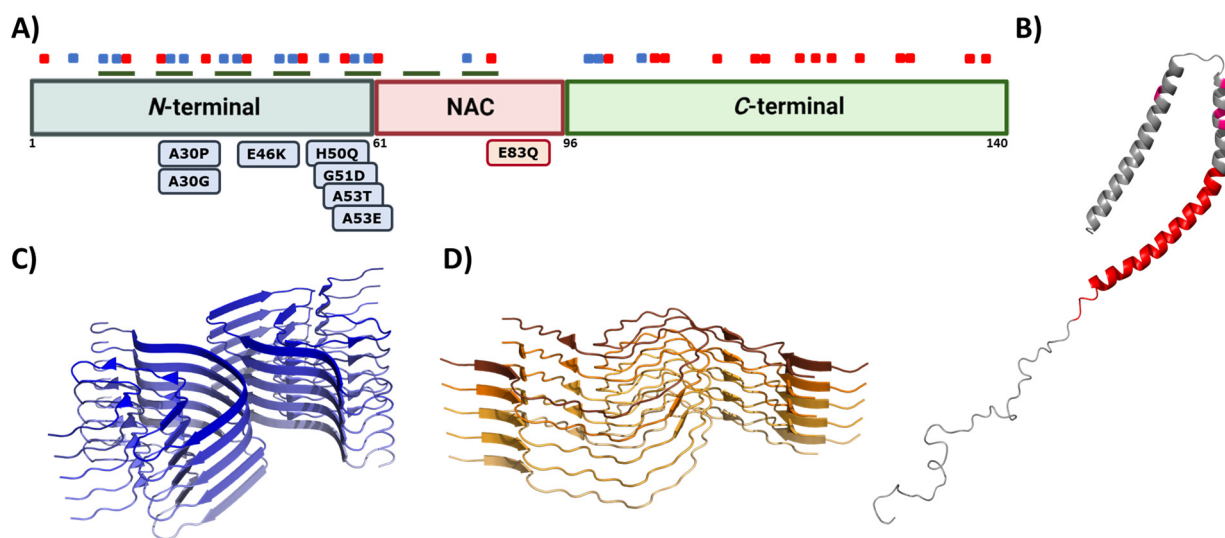 A)
B)
N-terminal
NAC
C-terminal
1
61
96
140
A30P
E46K
H50Q
E83Q
A30G
G51D
A53T
A53E
C)
D)